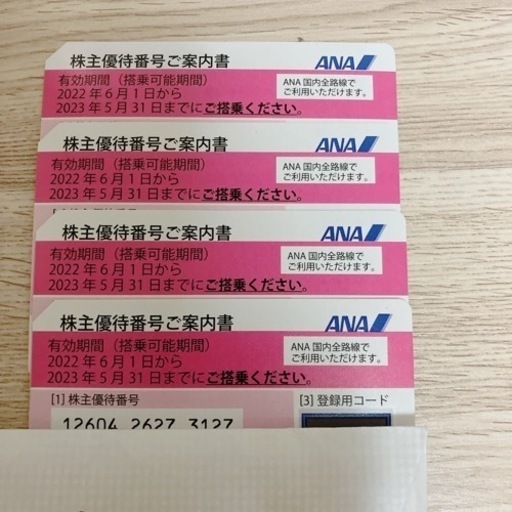 株主優待番号ご案内書 ANA
有効期間（搭乗可能期間）
2022年6月1日から
2023年5月31日までにご搭乗ください。
ANA 国内全路線で
ご利用いただけます。
株主優待番号ご案内書 ANA
有効期間（搭乗可能期間）
2022年6月1日から
2023年5月31日までにご搭乗ください。
ANA 国内全路線で
ご利用いただけます。
株主優待番号ご案内書 ANA
有効期間（搭乗可能期間）
2022年6月1日から
2023年5月31日までにご搭乗ください。
ANA 国内全路線で
ご利用いただけます。
株主優待番号ご案内書 ANA
有効期間（搭乗可能期間）
2022年6月1日から
2023年5月31日までにご搭乗ください。
ANA 国内全路線で
ご利用いただけます。
[1] 株主優待番号
[3] 登録用コード
12604 2627 3127